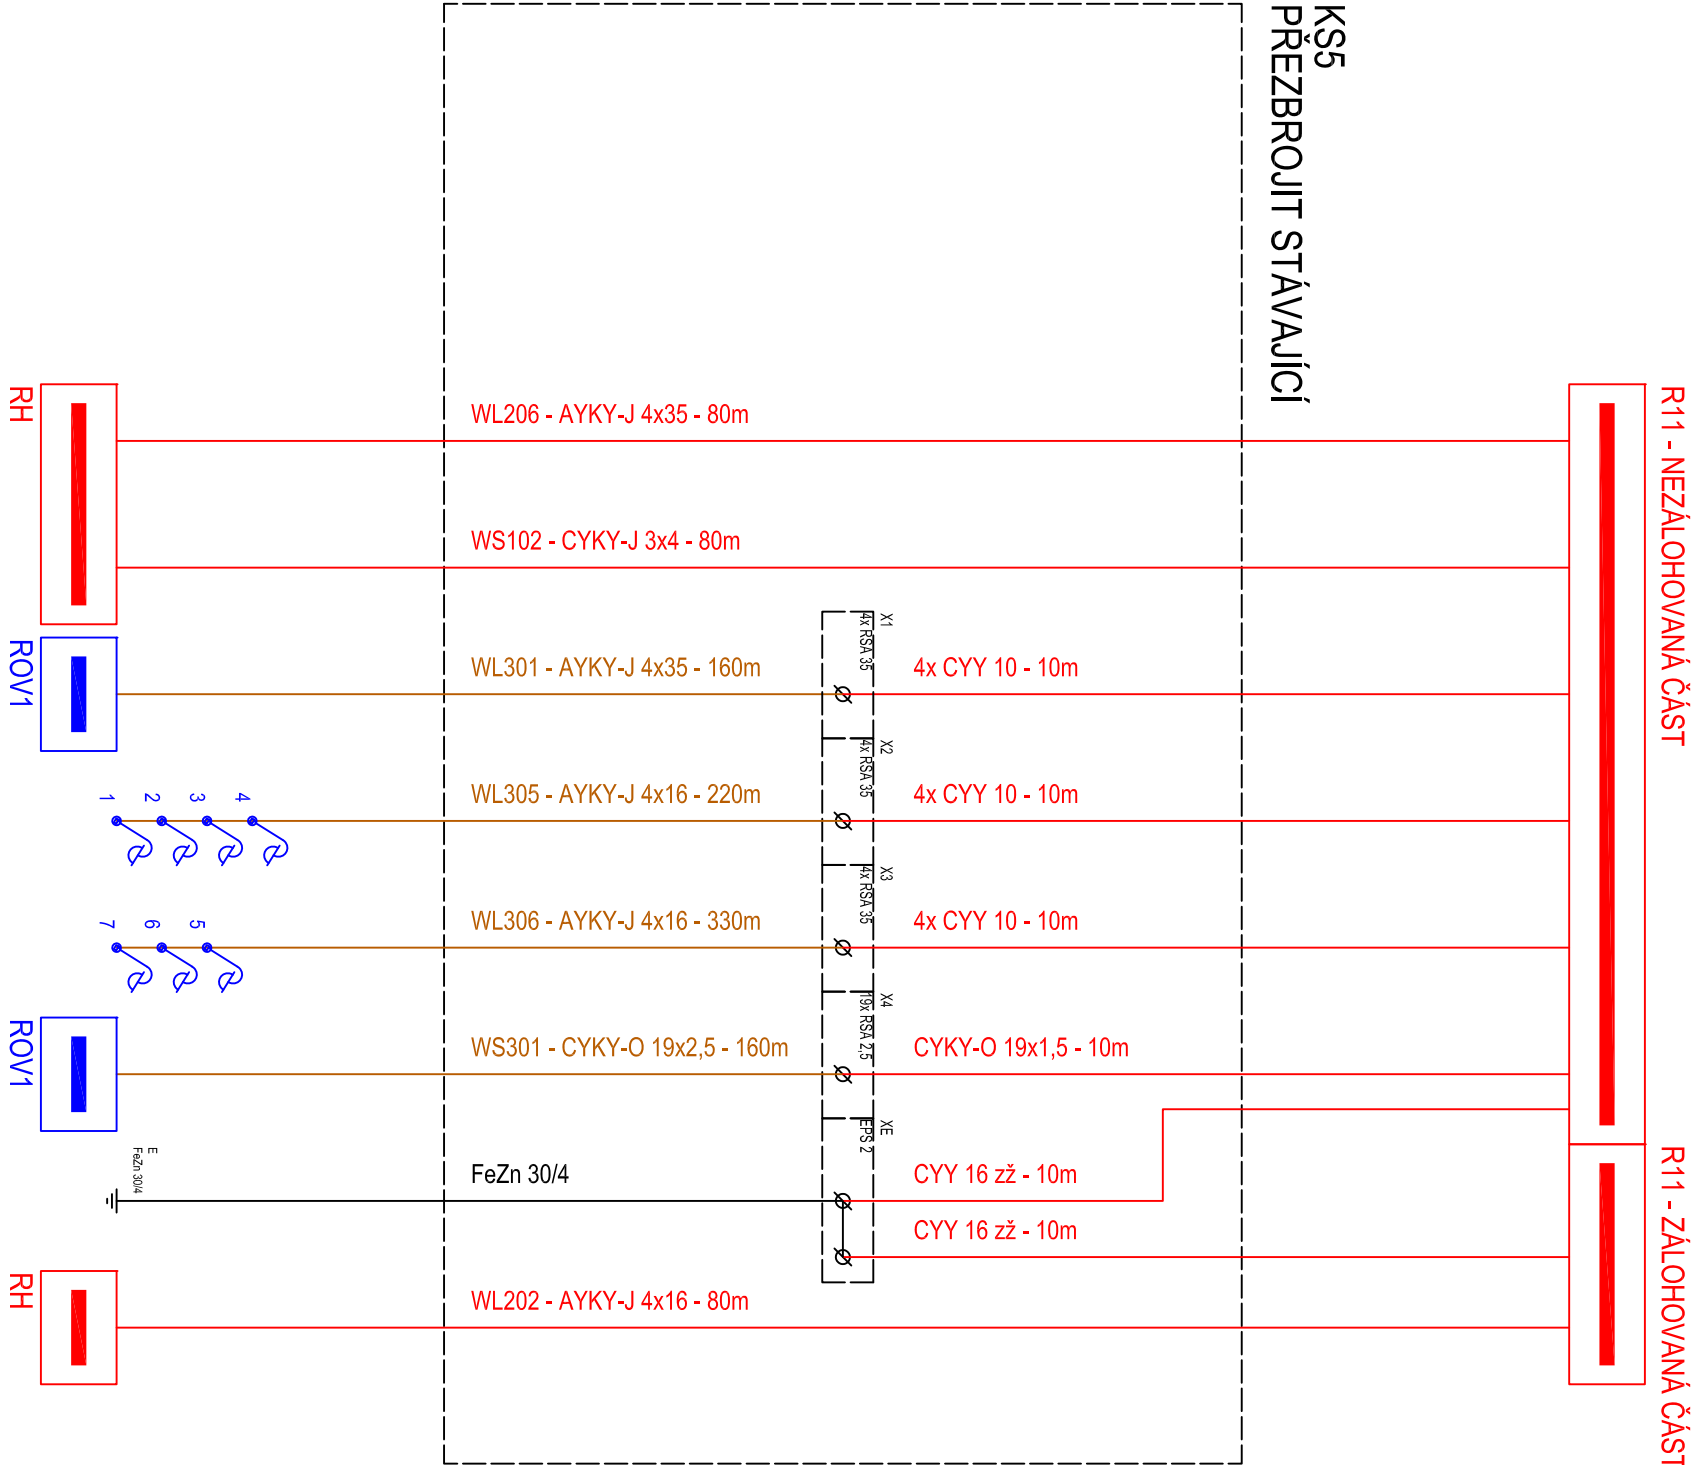 KS5
PŘEZBROJIT STÁVAJÍCÍ
R11 - NEZÁLOHOVANÁ ČÁST
R11 - ZÁLOHOVANÁ ČÁST
RH
WL206 - AYKY-J 4x35 - 80m
WS102 - CYKY-J 3x4 - 80m
ROV1
WL301 - AYKY-J 4x35 - 160m
X1
4x RSA 35
4x CYY 10 - 10m
1
2
3
4
WL305 - AYKY-J 4x16 - 220m
X2
4x RSA 35
4x CYY 10 - 10m
7
6
5
WL306 - AYKY-J 4x16 - 330m
X3
4x RSA 35
4x CYY 10 - 10m
ROV1
WS301 - CYKY-O 19x2,5 - 160m
X4
19x RSA 2,5
CYKY-O 19x1,5 - 10m
E
FeZn 30/4
FeZn 30/4
XE
EPS 2
CYY 16 zž - 10m
CYY 16 zž - 10m
RH
WL202 - AYKY-J 4x16 - 80m